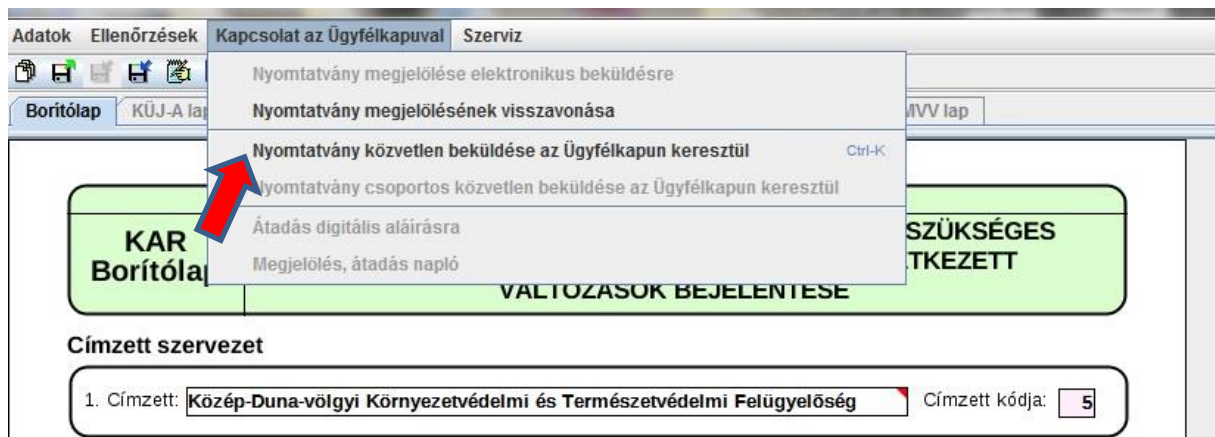 Adatok Ellenőrzések Kapcsolat az Ügyfélkapuval Szerviz
Nyomtatvány megjelölése elektronikus beküldésre
Borítólap KÜJ-A lap Nyomtatvány megjelölésének visszavonása MVV lap
Nyomtatvány közvetlen beküldése az Ügyfélkapun keresztül Ctrl-K
Nyomtatvány csoportos közvetlen beküldése az Ügyfélkapun keresztül
Átadás digitális aláírásra
Megjelölés, átadás napló
KAR SZÜKSÉGES
Borítólap TKEZETT
VÁLTOZÁSOK BEJELENTÉSE
Címzett szervezet
1. Címzett: Közép-Duna-völgyi Környezetvédelmi és Természetvédelmi Felügyelőség Címzett kódja: 5